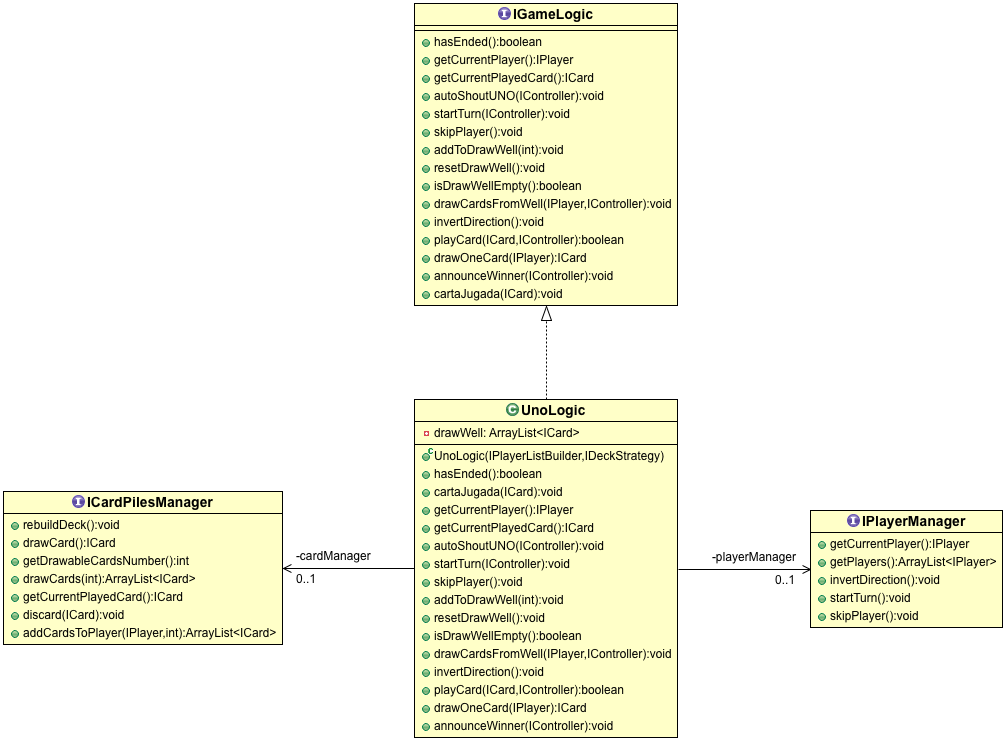 IGameLogic
hasEnded():boolean
getCurrentPlayer():IPlayer
getCurrentPlayedCard():ICard
autoShoutUNO(IController):void
startTurn(IController):void
skipPlayer():void
addToDrawWell(int):void
resetDrawWell():void
isDrawWellEmpty():boolean
drawCardsFromWell(IPlayer,IController):void
invertDirection():void
playCard(ICard,IController):boolean
drawOneCard(IPlayer):ICard
announceWinner(IController):void
cartaJugada(ICard):void
UnoLogic
drawWell: ArrayList<ICard>
UnoLogic(IPlayerListBuilder,IDeckStrategy)
hasEnded():boolean
cartaJugada(ICard):void
getCurrentPlayer():IPlayer
getCurrentPlayedCard():ICard
autoShoutUNO(IController):void
startTurn(IController):void
skipPlayer():void
addToDrawWell(int):void
resetDrawWell():void
isDrawWellEmpty():boolean
drawCardsFromWell(IPlayer,IController):void
invertDirection():void
playCard(ICard,IController):boolean
drawOneCard(IPlayer):ICard
announceWinner(IController):void
ICardPilesManager
rebuildDeck():void
drawCard():ICard
getDrawableCardsNumber():int
drawCards(int):ArrayList<ICard>
getCurrentPlayedCard():ICard
discard(ICard):void
addCardsToPlayer(IPlayer,int):ArrayList<ICard>
-cardManager
0..1
-playerManager
0..1
IPlayerManager
getCurrentPlayer():IPlayer
getPlayers():ArrayList<IPlayer>
invertDirection():void
startTurn():void
skipPlayer():void